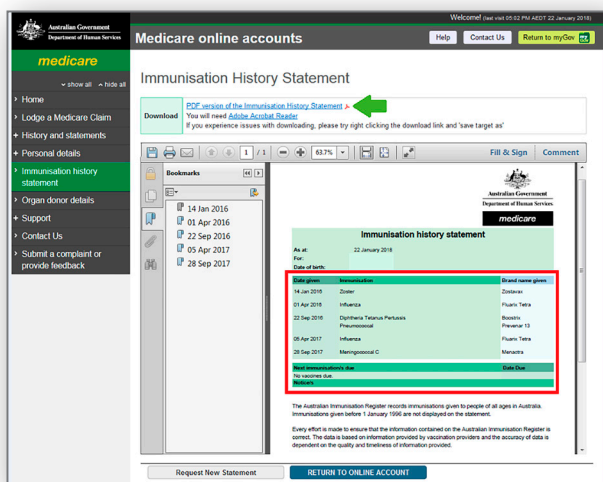 Welcome! (last visit 05:02 PM AEDT 22 January 2018)
Australian Government
Department of Human Services
Medicare online accounts
Help
Contact Us
Return to myGov
my
medicare
show all
hide all
Home
Lodge a Medicare Claim
History and statements
Personal details
Immunisation history
statement
Organ donor details
Support
Contact Us
Submit a complaint or
provide feedback
Immunisation History Statement
Download
PDF version of the Immunisation History Statement
You will need Adobe Acrobat Reader
If you experience issues with downloading, please try right clicking the download link and 'save target as'
1 / 1
63.7%
Fill & Sign
Comment
Bookmarks
14 Jan 2016
01 Apr 2016
22 Sep 2016
05 Apr 2017
28 Sep 2017
Australian Government
Department of Human Services
medicare
Immunisation history statement
As at: 22 January 2018
For:
Date of birth:
Date given Immunisation Brand name given
14 Jan 2016 Zoster Zostavax
01 Apr 2016 Influenza Fluarix Tetra
22 Sep 2016 Diphtheria Tetanus Pertussis Boostrix
Pneumococcal Prevenar 13
05 Apr 2017 Influenza Fluarix Tetra
28 Sep 2017 Meningococcal C Menactra
Next immunisation/s due Date Due
No vaccines due.
Notice/s
The Australian Immunisation Register records immunisations given to people of all ages in Australia.
Immunisations given before 1 January 1996 are not displayed on the statement.
Every effort is made to ensure that the information contained on the Australian Immunisation Register is
correct. The data is based on information provided by vaccination providers and the accuracy of data is
dependent on the quality and timeliness of information provided.
Request New Statement
RETURN TO ONLINE ACCOUNT